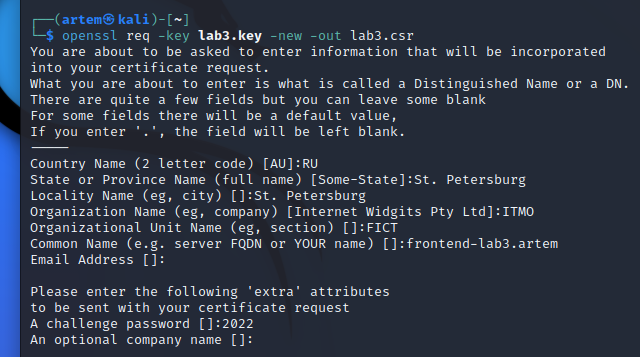 ┌──(artem㉿kali)-[~]
└─$ openssl req -key lab3.key -new -out lab3.csr
You are about to be asked to enter information that will be incorporated
into your certificate request.
What you are about to enter is what is called a Distinguished Name or a DN.
There are quite a few fields but you can leave some blank
For some fields there will be a default value,
If you enter '.', the field will be left blank.
-----
Country Name (2 letter code) [AU]:RU
State or Province Name (full name) [Some-State]:St. Petersburg
Locality Name (eg, city) []:St. Petersburg
Organization Name (eg, company) [Internet Widgits Pty Ltd]:ITMO
Organizational Unit Name (eg, section) []:FICT
Common Name (e.g. server FQDN or YOUR name) []:frontend-lab3.artem
Email Address []:

Please enter the following 'extra' attributes
to be sent with your certificate request
A challenge password []:2022
An optional company name []: